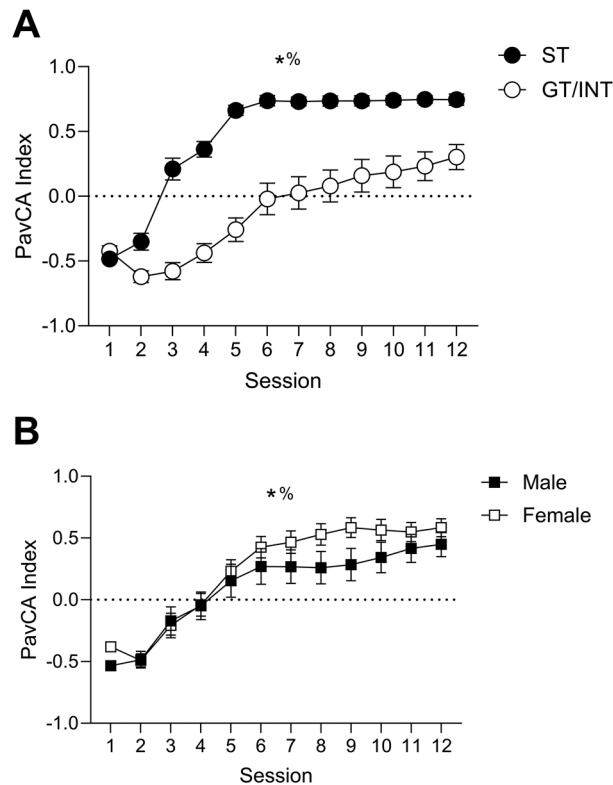 A
*%
ST
GT/INT
1.0
0.5
0.0
-0.5
-1.0
PavCA Index
1 2 3 4 5 6 7 8 9 10 11 12
Session
B
*%
Male
Female
1.0
0.5
0.0
-0.5
-1.0
PavCA Index
1 2 3 4 5 6 7 8 9 10 11 12
Session